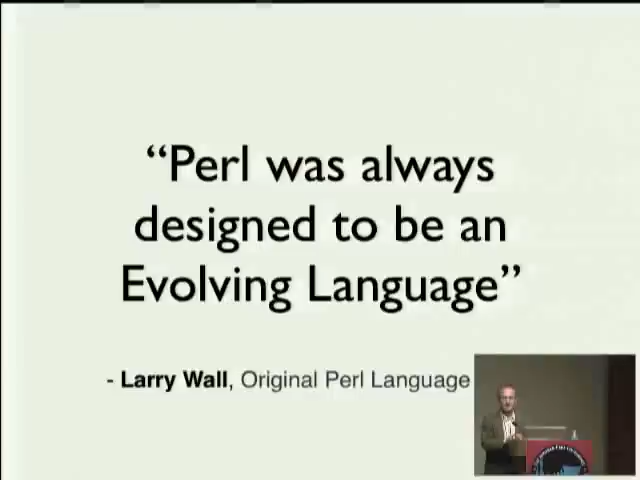 “Perl was always
designed to be an
Evolving Language”
- Larry Wall, Original Perl Language